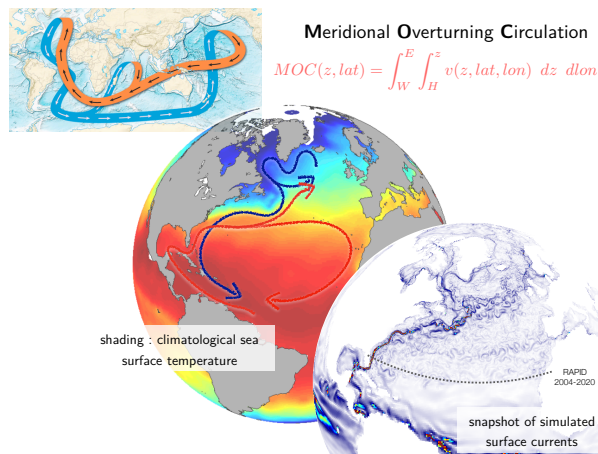 Meridional Overturning Circulation
MOC(z, lat) = ∫_W^E ∫_H^z v(z, lat, lon) dz dlon
shading : climatological sea
surface temperature
RAPID
2004-2020
snapshot of simulated
surface currents